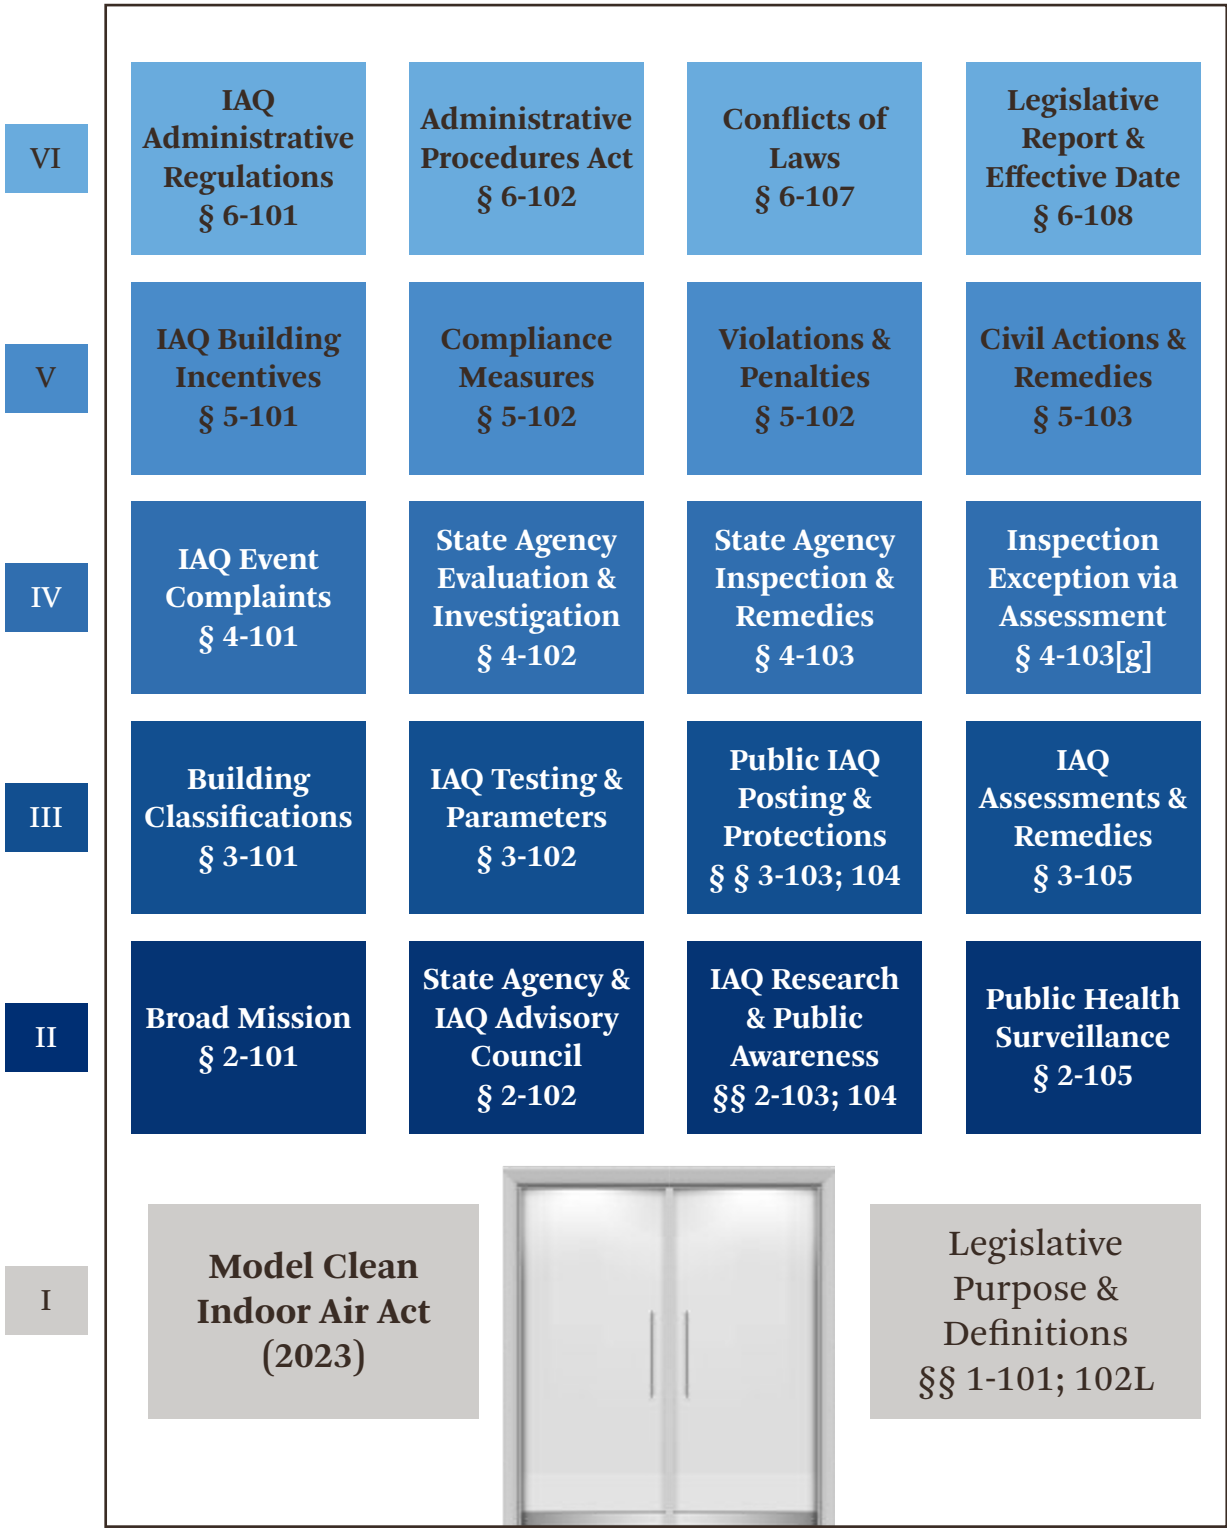 VI
IAQ
Administrative
Regulations
§ 6-101
Administrative
Procedures Act
§ 6-102
Conflicts of
Laws
§ 6-107
Legislative
Report &
Effective Date
§ 6-108
V
IAQ Building
Incentives
§ 5-101
Compliance
Measures
§ 5-102
Violations &
Penalties
§ 5-102
Civil Actions &
Remedies
§ 5-103
IV
IAQ Event
Complaints
§ 4-101
State Agency
Evaluation &
Investigation
§ 4-102
State Agency
Inspection &
Remedies
§ 4-103
Inspection
Exception via
Assessment
§ 4-103[g]
III
Building
Classifications
§ 3-101
IAQ Testing &
Parameters
§ 3-102
Public IAQ
Posting &
Protections
§ § 3-103; 104
IAQ
Assessments &
Remedies
§ 3-105
II
Broad Mission
§ 2-101
State Agency &
IAQ Advisory
Council
§ 2-102
IAQ Research
& Public
Awareness
§§ 2-103; 104
Public Health
Surveillance
§ 2-105
I
Model Clean
Indoor Air Act
(2023)
Legislative
Purpose &
Definitions
§§ 1-101; 102L